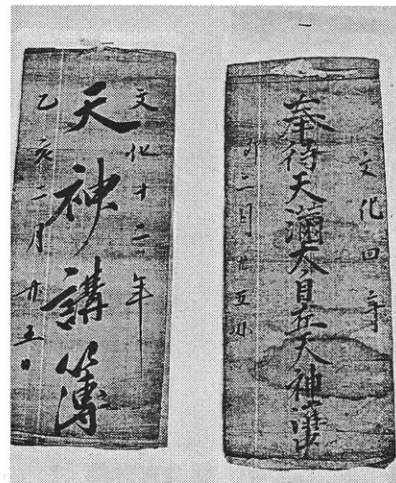 文化四年
奉待天滿大自在天神講
卯二月廿五日
文化十二年
天神講簿
乙亥二月廿五日